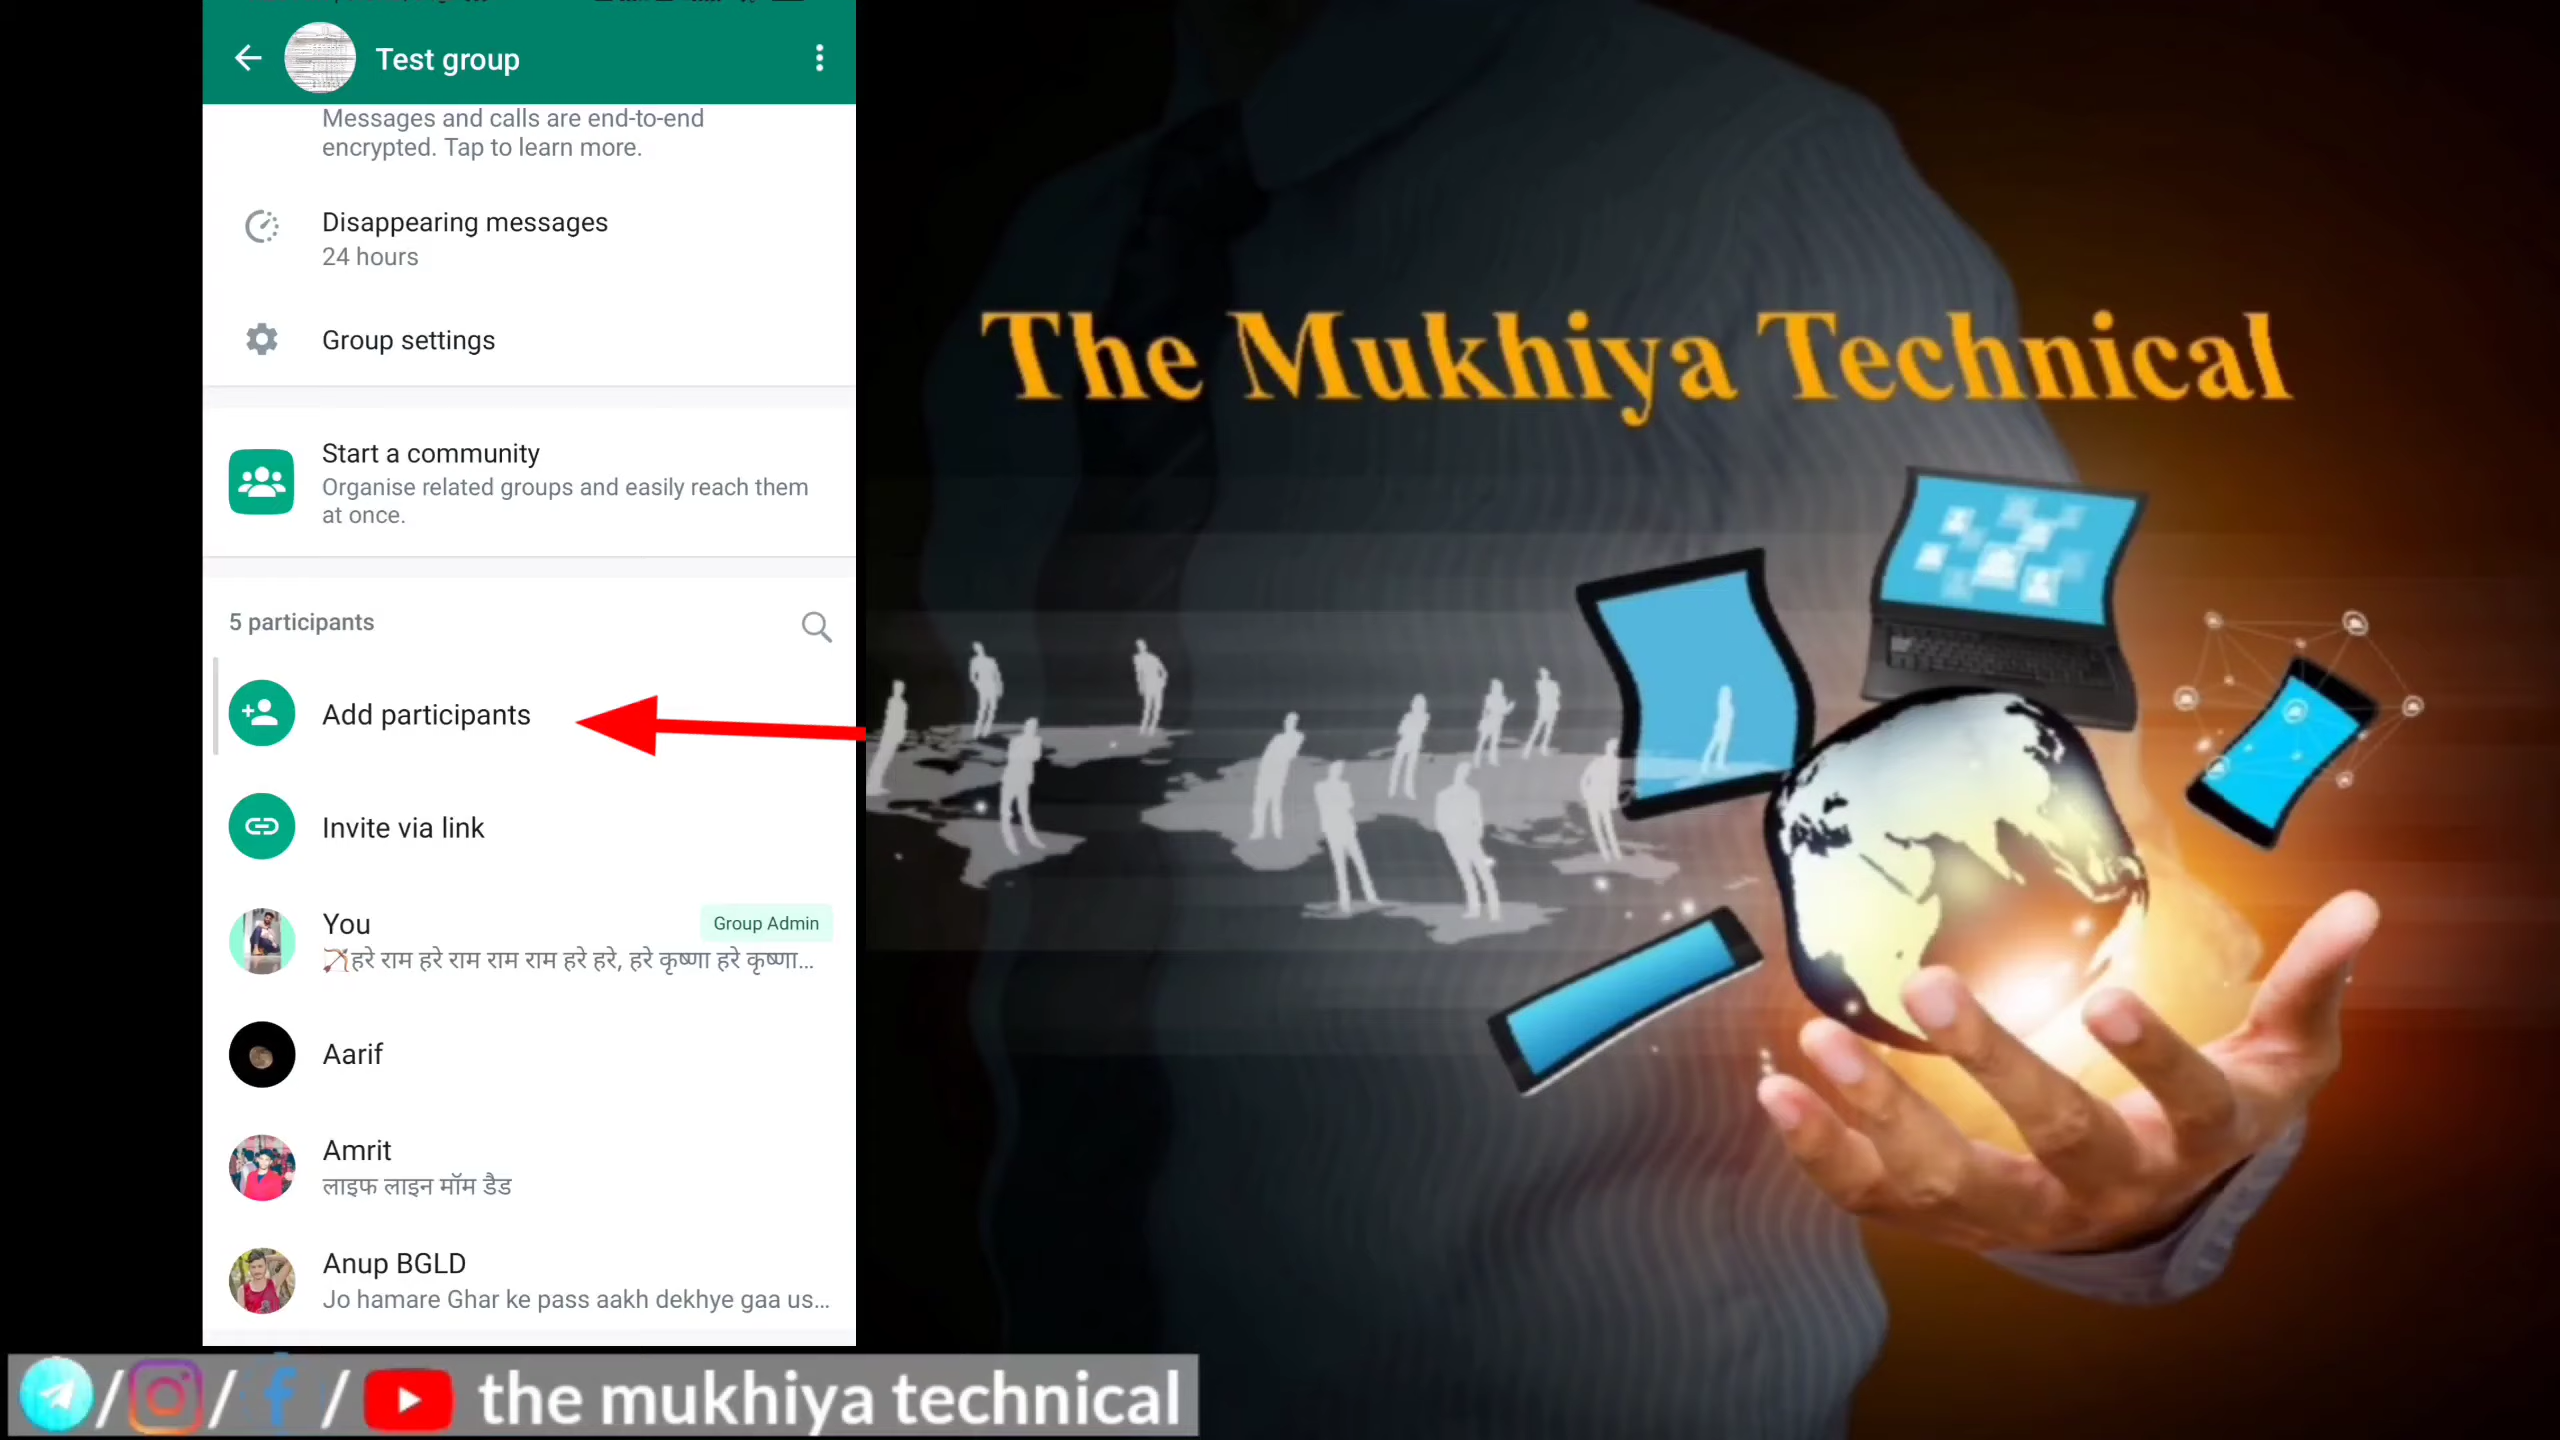 Test group
Messages and calls are end-to-end
encrypted. Tap to learn more.
Disappearing messages
24 hours
Group settings
Start a community
Organise related groups and easily reach them
at once.
5 participants
Add participants
Invite via link
You
Group Admin
हरे राम हरे राम राम राम हरे हरे, हरे कृष्णा हरे कृष्णा...
Aarif
Amrit
लाइफ लाइन मॉम डैड
Anup BGLD
Jo hamare Ghar ke pass aakh dekhye gaa us...
The Mukhiya Technical
/ / / the mukhiya technical